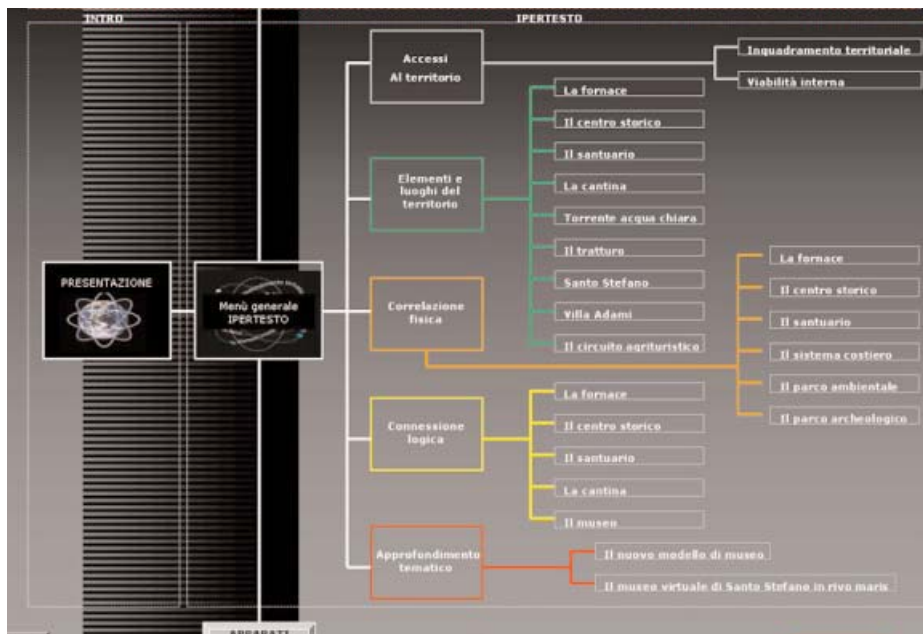 INTRO
IPERTESTO
PRESENTAZIONE
Menù generale
IPERTESTO
Accessi
Al territorio
Inquadramento territoriale
Viabilità interna
Elementi e
luoghi del
territorio
La fornace
Il centro storico
Il santuario
La cantina
Torrente acqua chiara
Il tratturo
Santo Stefano
Villa Adami
Il circuito agrituristico
Correlazione
fisica
La fornace
Il centro storico
Il santuario
Il sistema costiero
Il parco ambientale
Il parco archeologico
Connessione
logica
La fornace
Il centro storico
Il santuario
La cantina
Il museo
Approfondimento
tematico
Il nuovo modello di museo
Il museo virtuale di Santo Stefano in rivo maris
APPARATI